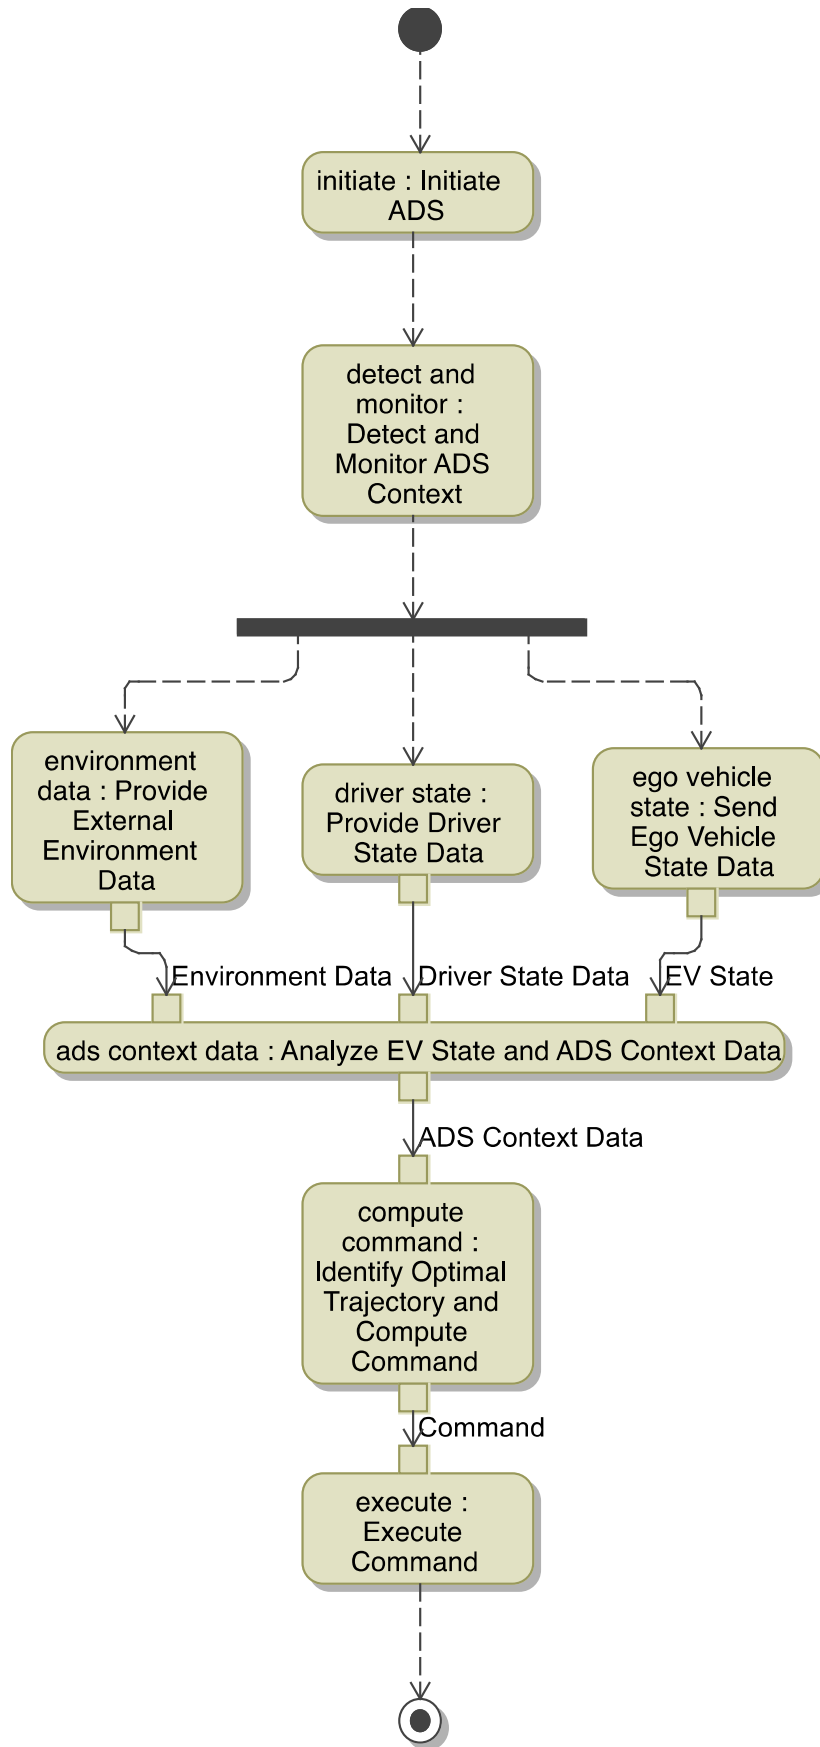 initiate : Initiate
ADS
detect and
monitor :
Detect and
Monitor ADS
Context
environment
data : Provide
External
Environment
Data
driver state :
Provide Driver
State Data
ego vehicle
state : Send
Ego Vehicle
State Data
Environment Data
Driver State Data
EV State
ads context data : Analyze EV State and ADS Context Data
ADS Context Data
compute
command :
Identify Optimal
Trajectory and
Compute
Command
Command
execute :
Execute
Command